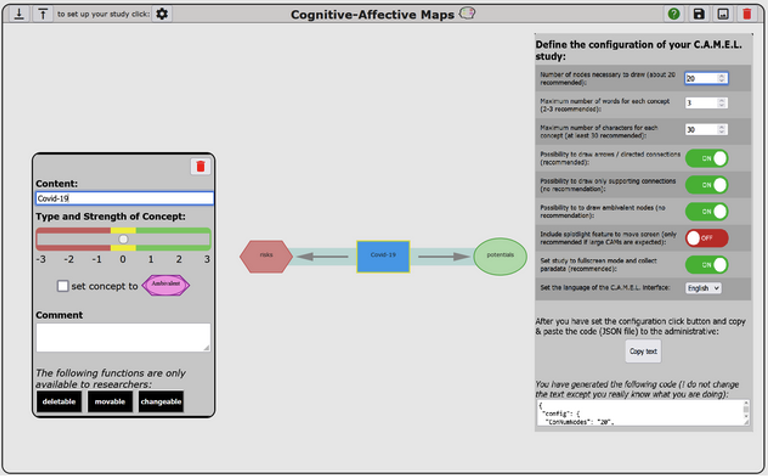 to set up your study click:
Cognitive-Affective Maps
Content:
Covid-19
Type and Strength of Concept:
-3 -2 -1 0 1 2 3
set concept to Ambivalent
Comment
The following functions are only
available to researchers:
deletable movable changeable
risks
Covid-19
potentials
Define the configuration of your C.A.M.E.L.
study:
Number of nodes necessary to draw (about 20
recommended):
20
Maximum number of words for each concept
(2-3 recommended):
3
Maximum number of characters for each
concept (at least 30 recommended):
30
Possibility to draw arrows / directed connections
(recommended):
ON
Possibility to draw only supporting connections
(no recommendation):
ON
Possibility to to draw ambivalent nodes (no
recommendation):
ON
Include splotlight feature to move screen (only
recommended if large CAMs are expected):
OFF
Set study to fullscreen mode and collect
paradata (recommended):
ON
Set the language of the C.A.M.E.L. interface:
English
After you have set the configuration click button and copy
& paste the code (JSON file) to the administrative:
Copy text
You have generated the following code (! do not change
the text except you really know what you are doing):
{
"config": {
"ConNumNodes": "20",